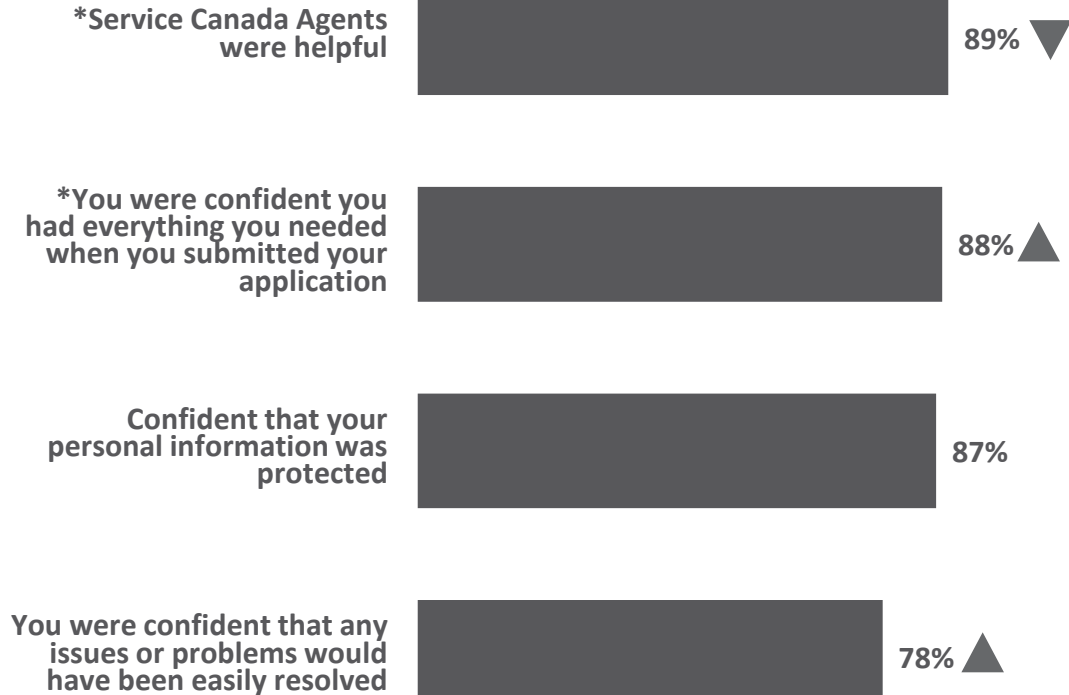 *Service Canada Agents
were helpful
89%
*You were confident you
had everything you needed
when you submitted your
application
88%
Confident that your
personal information was
protected
87%
You were confident that any
issues or problems would
have been easily resolved
78%